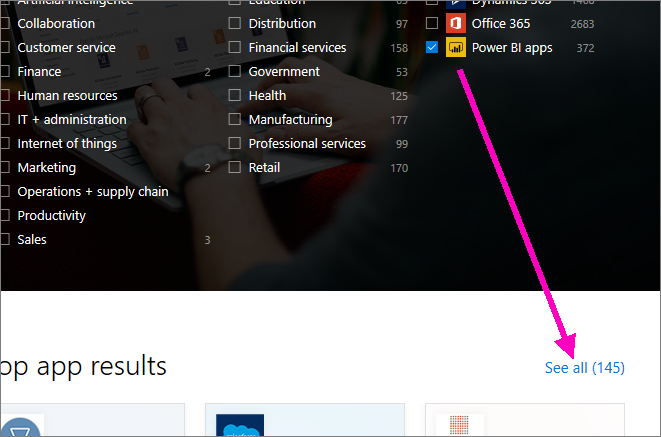 Artificial intelligence
Collaboration
Customer service
Finance 2
Human resources
IT + administration
Internet of things
Marketing 2
Operations + supply chain
Productivity
Sales 3
Education 65
Distribution 97
Financial services 158
Government 53
Health 125
Manufacturing 177
Professional services 99
Retail 170
Dynamics 365
Office 365 2683
Power BI apps 372
op app results
See all (145)